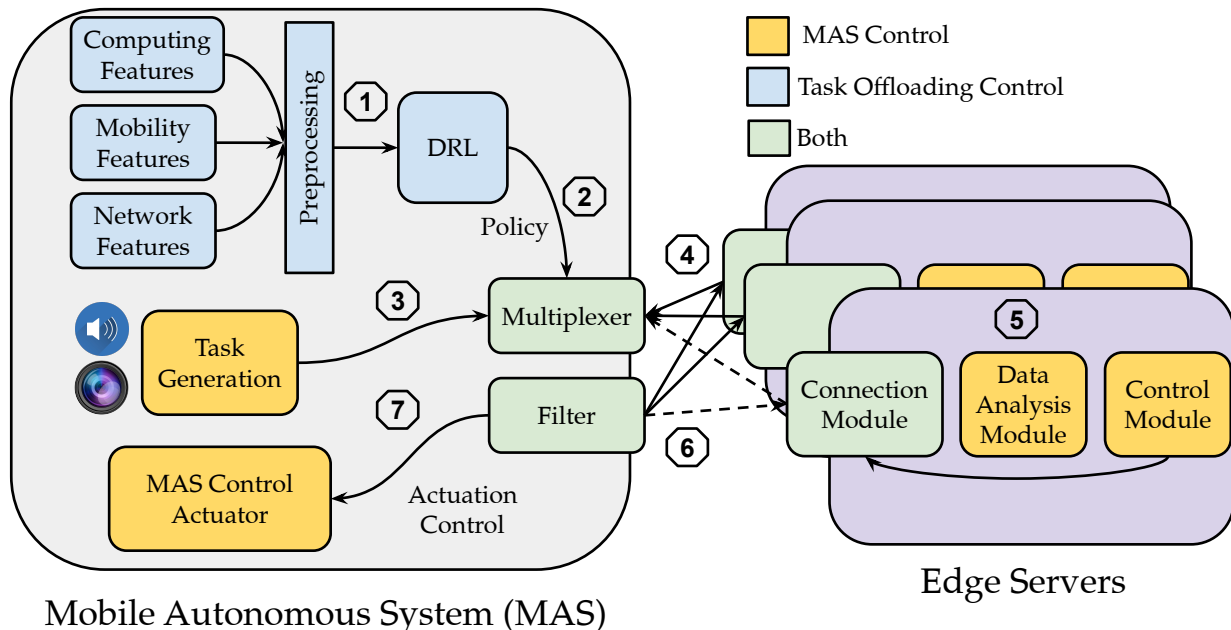 Computing
Features
Mobility
Features
Network
Features
Preprocessing
1
DRL
2
Policy
3
Multiplexer
Task
Generation
7
Filter
MAS Control
Actuator
Actuation
Control
Mobile Autonomous System (MAS)
MAS Control
Task Offloading Control
Both
4
5
6
Connection
Module
Data
Analysis
Module
Control
Module
Edge Servers